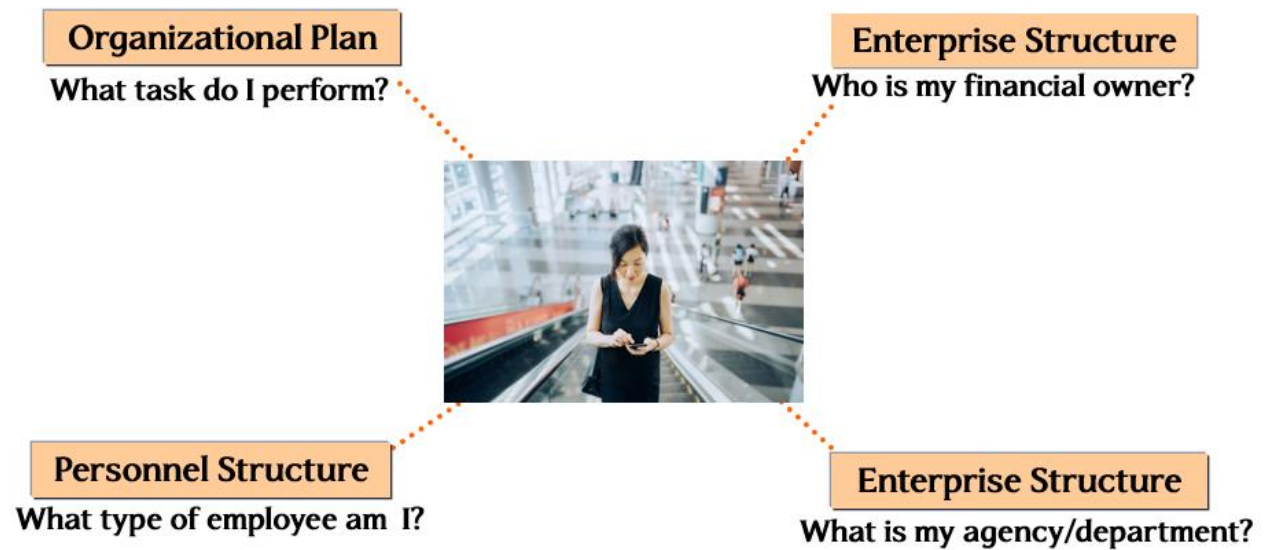 Organizational Plan
What task do I perform?
Enterprise Structure
Who is my financial owner?
Personnel Structure
What type of employee am I?
Enterprise Structure
What is my agency/department?